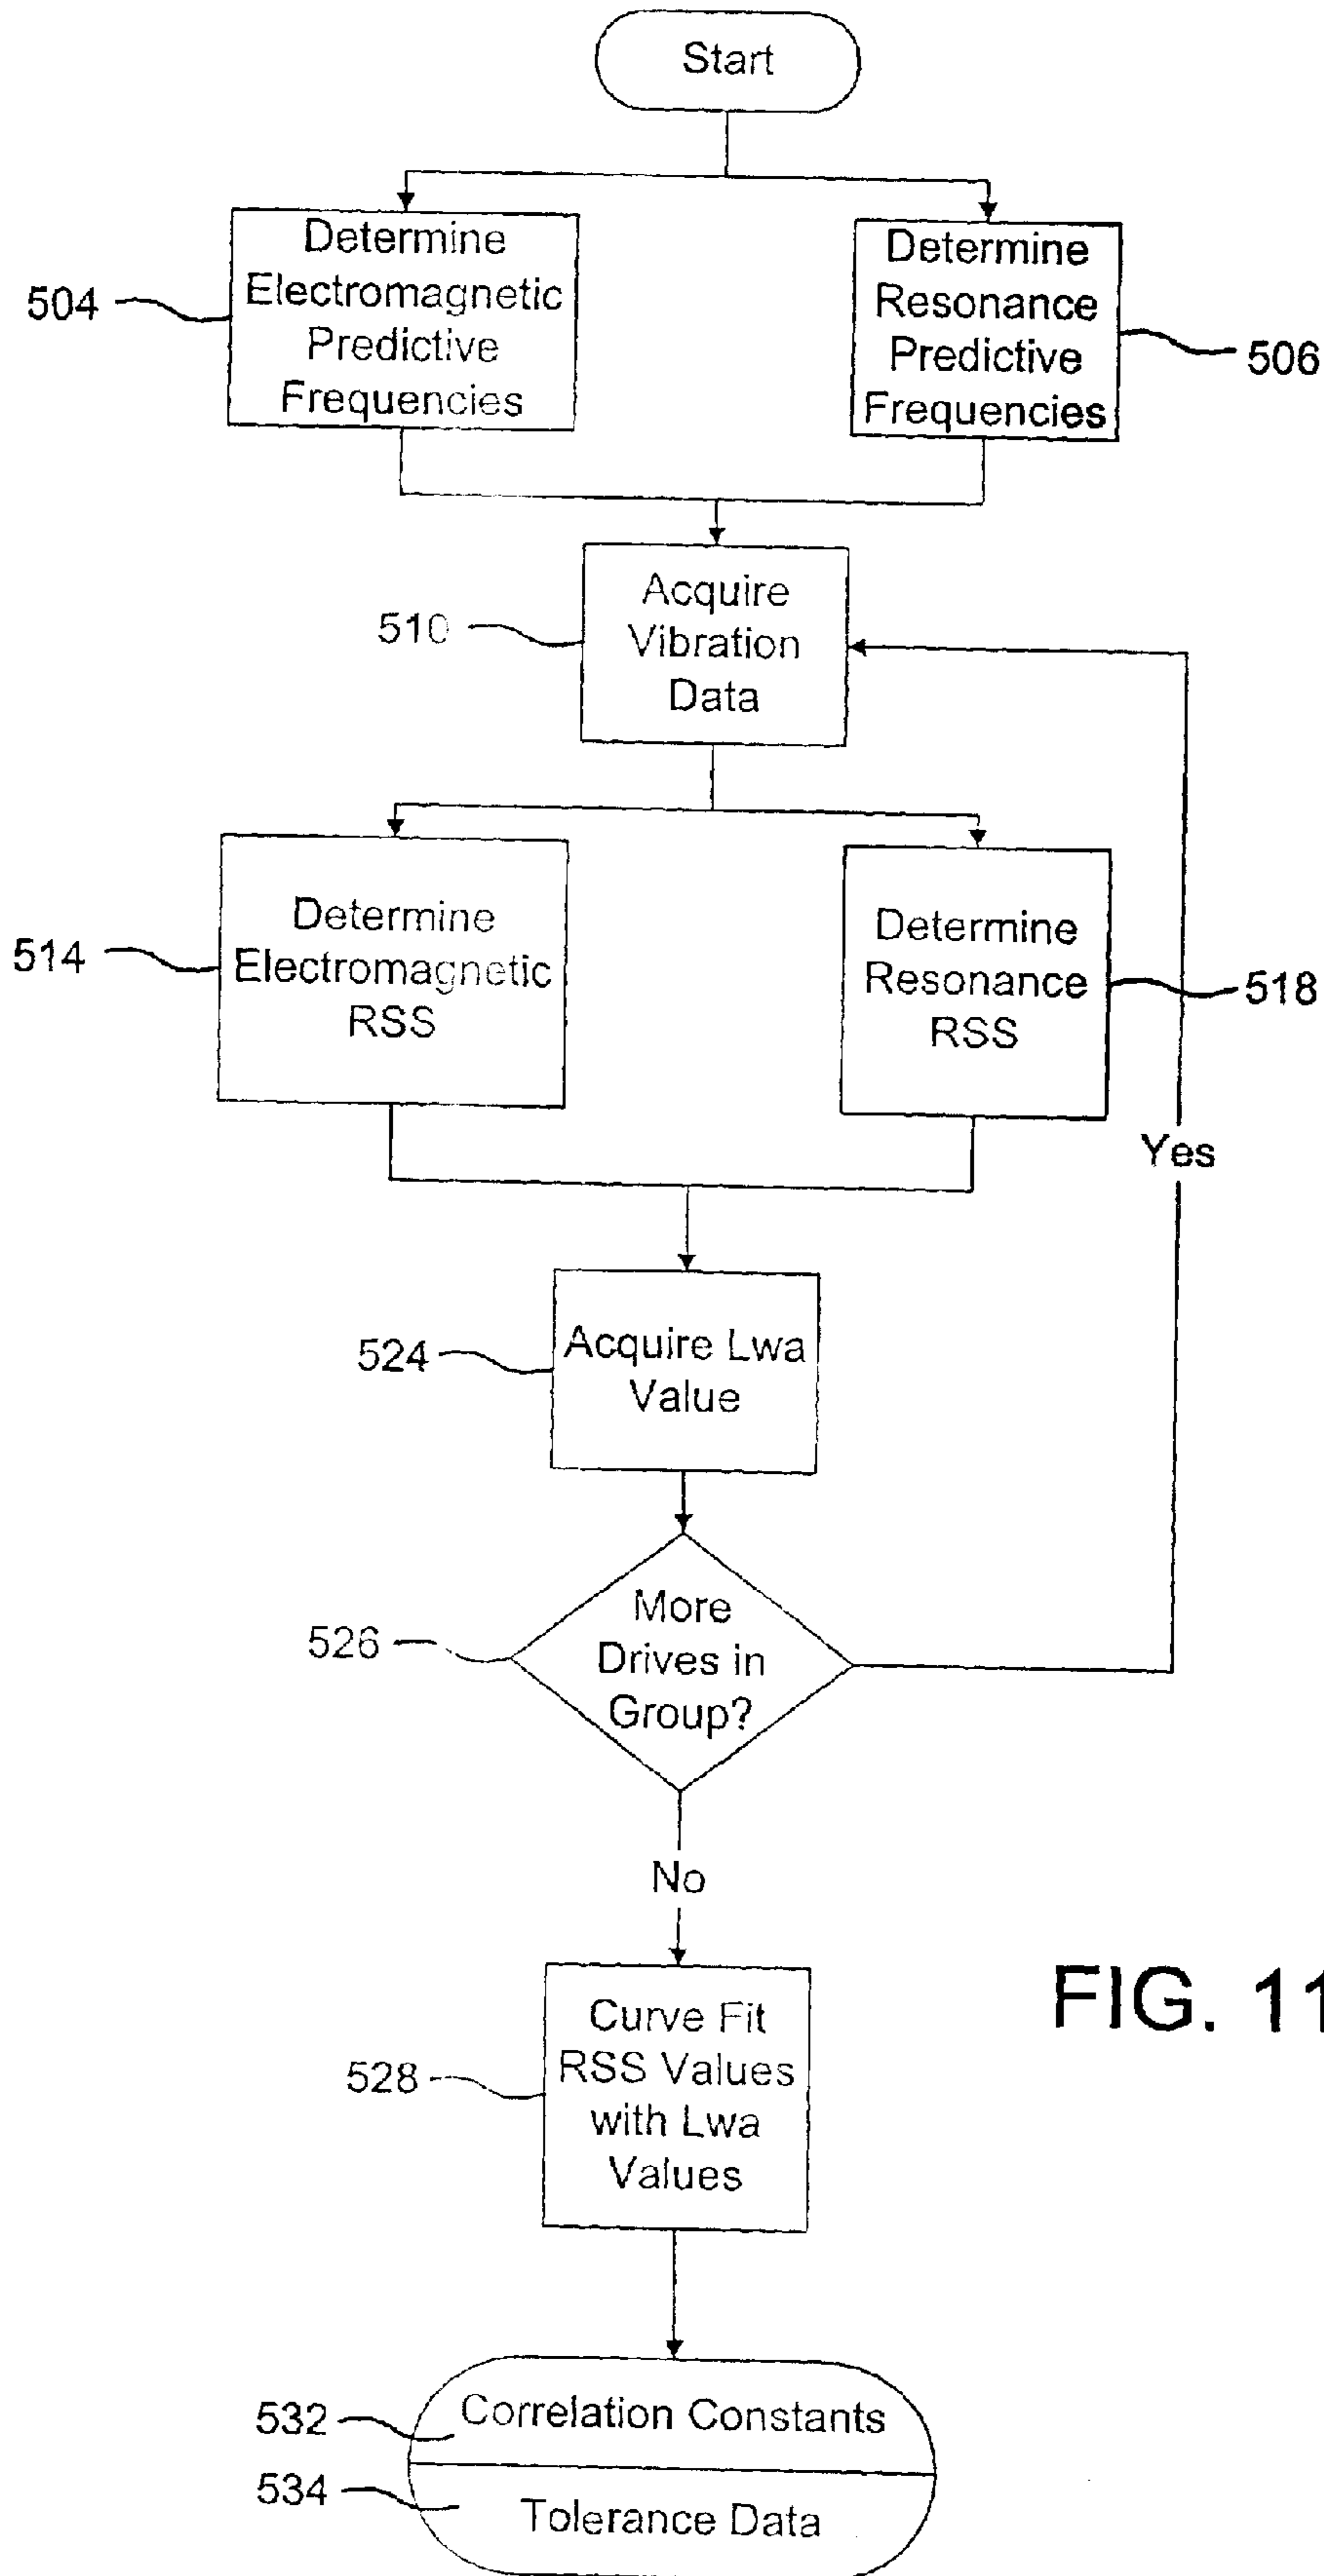 Start
Determine
Electromagnetic
Predictive
Frequencies
504
Determine
Resonance
Predictive
Frequencies
506
Acquire
Vibration
Data
510
Determine
Electromagnetic
RSS
514
Determine
Resonance
RSS
518
Yes
Acquire Lwa
Value
524
More
Drives in
Group?
526
No
Curve Fit
RSS Values
with Lwa
Values
528
FIG. 11
Correlation Constants
532
Tolerance Data
534